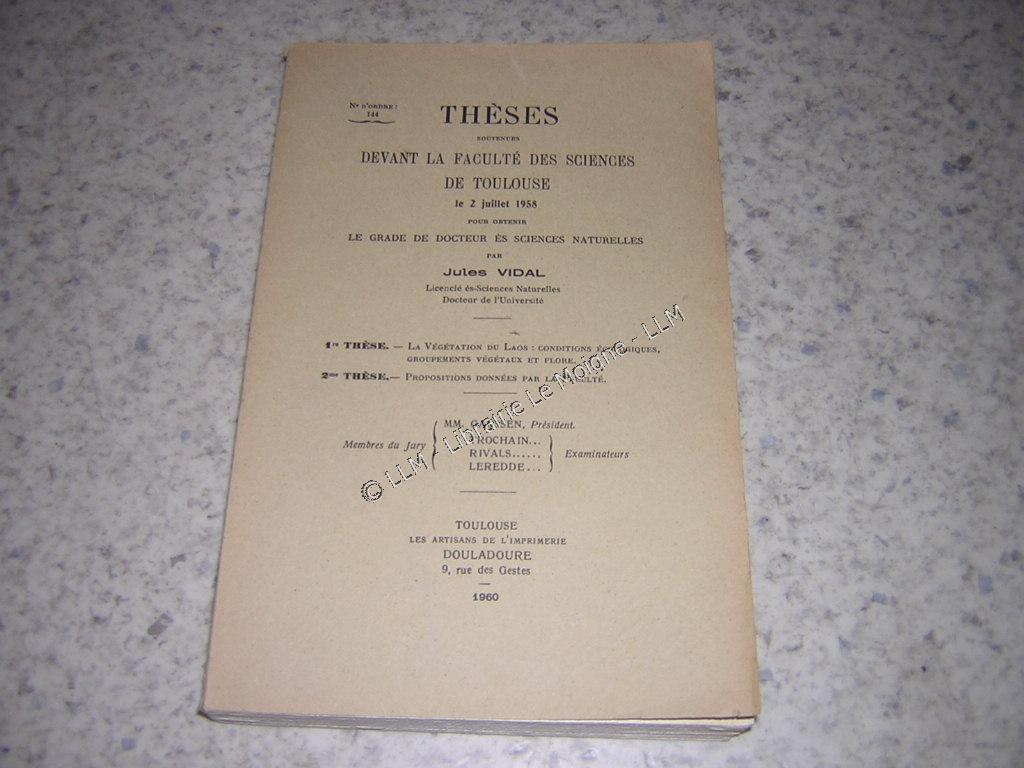 N° D'ORDRE :
144
THÈSES
SOUTENUES
DEVANT LA FACULTÉ DES SCIENCES
DE TOULOUSE
le 2 juillet 1958
POUR OBTENIR
LE GRADE DE DOCTEUR ÈS SCIENCES NATURELLES
PAR
Jules VIDAL
Licencié ès-Sciences Naturelles
Docteur de l'Université
1re THÈSE. — LA VÉGÉTATION DU LAOS : CONDITIONS ÉCOLOGIQUES,
GROUPEMENTS VÉGÉTAUX ET FLORE.
2me THÈSE.— PROPOSITIONS DONNÉES PAR LA FACULTÉ.
Membres du Jury
MM. Président.
RIVALS......
LEREDDE...
Examinateurs
© LLM - Librairie Le Moigne - LLM
TOULOUSE
LES ARTISANS DE L'IMPRIMERIE
DOULADOURE
9, rue des Gestes
1960